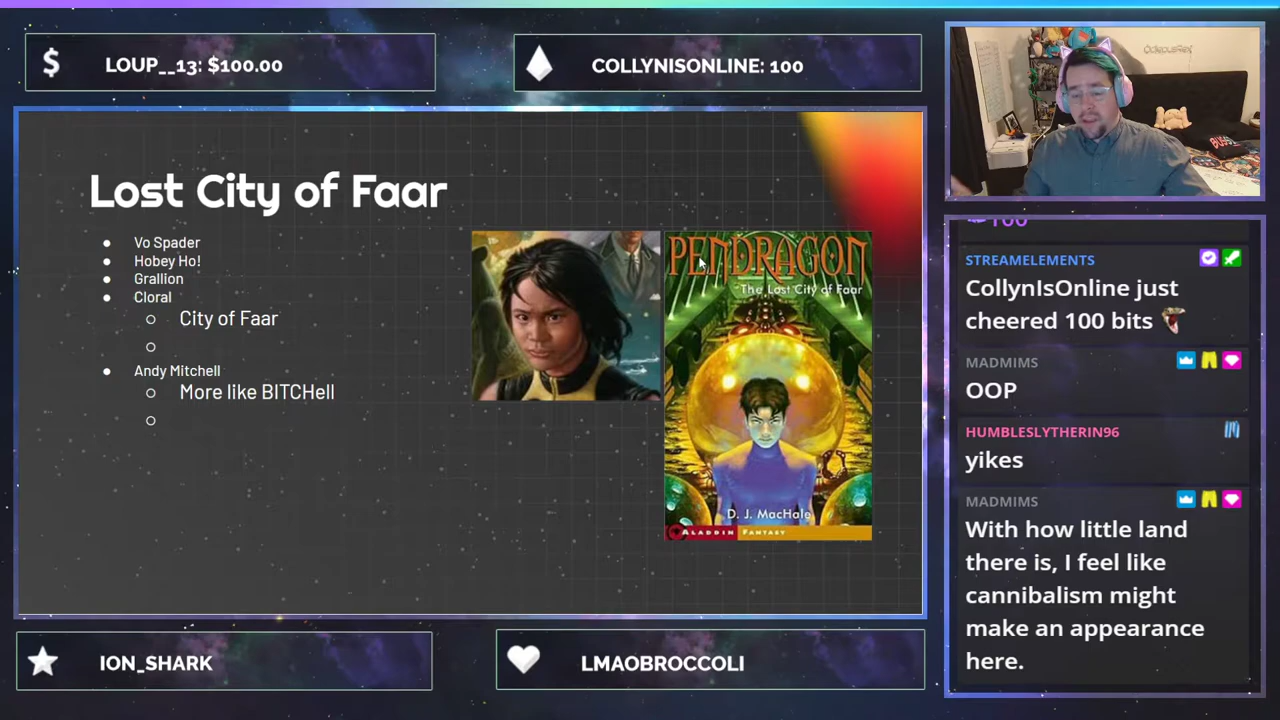 LOUP__13: $100.00
COLLYNISONLINE: 100
Lost City of Faar
● Vo Spader
● Hobey Ho!
● Grallion
● Cloral
○ City of Faar
○
● Andy Mitchell
○ More like BITCHell
○
PENDRAGON
The Lost City of Faar
D. J. MacHale
ALADDIN FANTASY
100
STREAMELEMENTS
CollynIsOnline just
cheered 100 bits
MADMIMS
OOP
HUMBLESLYTHERIN96
yikes
MADMIMS
With how little land
there is, I feel like
cannibalism might
make an appearance
here.
ION_SHARK
LMAOBROCCOLI